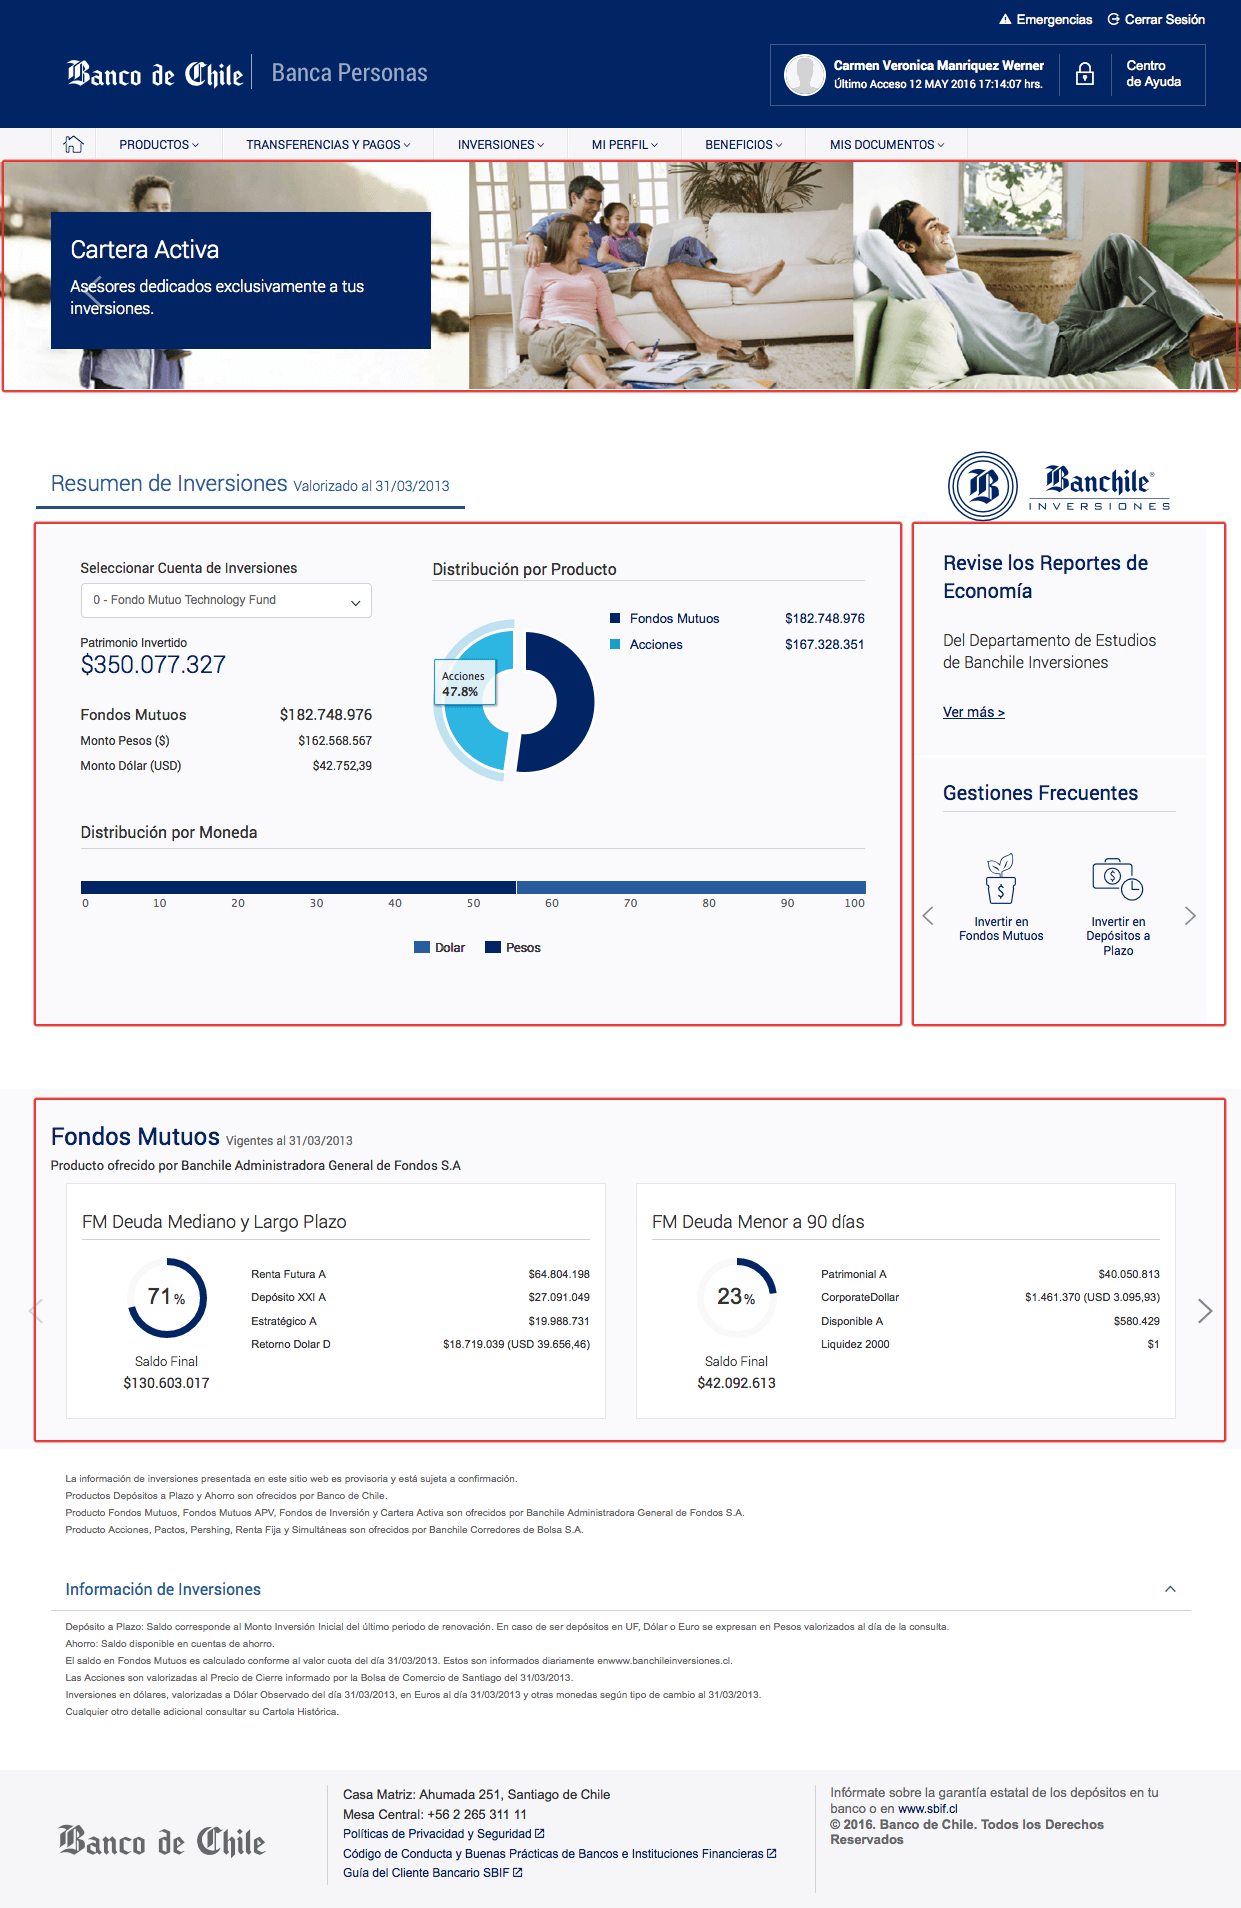 Emergencias Cerrar Sesión
Banco de Chile Banca Personas
Carmen Veronica Manriquez Werner
Último Acceso 12 MAY 2016 17:14:07 hrs.
Centro
de Ayuda
PRODUCTOS TRANSFERENCIAS Y PAGOS INVERSIONES MI PERFIL BENEFICIOS MIS DOCUMENTOS
Cartera Activa
Asesores dedicados exclusivamente a tus
inversiones.
Resumen de Inversiones Valorizado al 31/03/2013
B Banchile®
INVERSIONES
Seleccionar Cuenta de Inversiones
0 - Fondo Mutuo Technology Fund
Patrimonio Invertido
$350.077.327
Fondos Mutuos $182.748.976
Monto Pesos ($) $162.568.567
Monto Dólar (USD) $42.752,39
Distribución por Producto
Fondos Mutuos $182.748.976
Acciones $167.328.351
Acciones
47.8%
Distribución por Moneda
0 10 20 30 40 50 60 70 80 90 100
Dolar Pesos
Revise los Reportes de
Economía
Del Departamento de Estudios
de Banchile Inversiones
Ver más >
Gestiones Frecuentes
$ $
Invertir en
Fondos Mutuos
Invertir en
Depósitos a
Plazo
Fondos Mutuos Vigentes al 31/03/2013
Producto ofrecido por Banchile Administradora General de Fondos S.A
FM Deuda Mediano y Largo Plazo
71%
Saldo Final
$130.603.017
Renta Futura A $64.804.198
Depósito XXI A $27.091.049
Estratégico A $19.988.731
Retorno Dolar D $18.719.039 (USD 39.656,46)
FM Deuda Menor a 90 días
23%
Saldo Final
$42.092.613
Patrimonial A $40.050.813
CorporateDollar $1.461.370 (USD 3.095,93)
Disponible A $580.429
Liquidez 2000 $1
La información de inversiones presentada en este sitio web es provisoria y está sujeta a confirmación.
Productos Depósitos a Plazo y Ahorro son ofrecidos por Banco de Chile.
Producto Fondos Mutuos, Fondos Mutuos APV, Fondos de Inversión y Cartera Activa son ofrecidos por Banchile Administradora General de Fondos S.A.
Producto Acciones, Pactos, Pershing, Renta Fija y Simultáneas son ofrecidos por Banchile Corredores de Bolsa S.A.
Información de Inversiones
Depósito a Plazo: Saldo corresponde al Monto Inversión Inicial del último periodo de renovación. En caso de ser depósitos en UF, Dólar o Euro se expresan en Pesos valorizados al día de la consulta.
Ahorro: Saldo disponible en cuentas de ahorro.
El saldo en Fondos Mutuos es calculado conforme al valor cuota del día 31/03/2013. Estos son informados diariamente enwww.banchileinversiones.cl.
Las Acciones son valorizadas al Precio de Cierre informado por la Bolsa de Comercio de Santiago del 31/03/2013.
Inversiones en dólares, valorizadas a Dólar Observado del día 31/03/2013, en Euros al día 31/03/2013 y otras monedas según tipo de cambio al 31/03/2013.
Cualquier otro detalle adicional consultar su Cartola Histórica.
Banco de Chile
Casa Matriz: Ahumada 251, Santiago de Chile
Mesa Central: +56 2 265 311 11
Políticas de Privacidad y Seguridad
Código de Conducta y Buenas Prácticas de Bancos e Instituciones Financieras
Guía del Cliente Bancario SBIF
Infórmate sobre la garantía estatal de los depósitos en tu
banco o en www.sbif.cl
© 2016. Banco de Chile. Todos los Derechos
Reservados